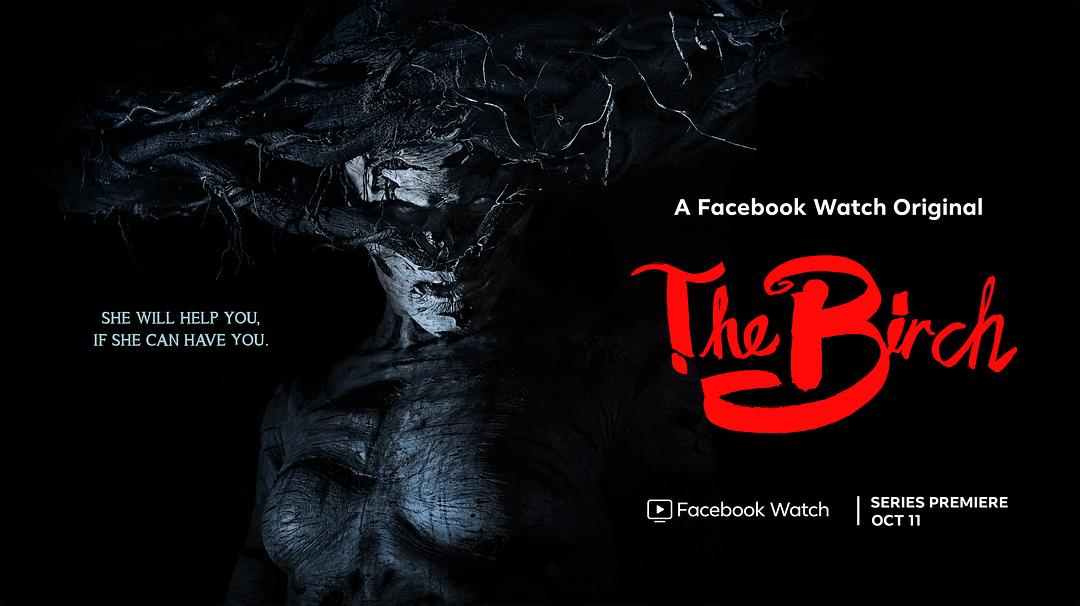 A Facebook Watch Original
The Birch
SHE WILL HELP YOU,
IF SHE CAN HAVE YOU.
Facebook Watch
SERIES PREMIERE
OCT 11